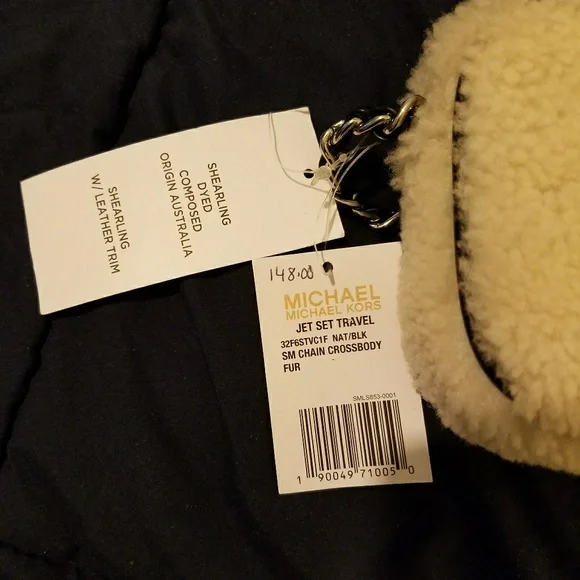 SHEARLING
DYED
COMPOSED
ORIGIN AUSTRALIA
SHEARLING
W/ LEATHER TRIM
148.00
MICHAEL
MICHAEL KORS
JET SET TRAVEL
32F6STVC1F NAT/BLK
SM CHAIN CROSSBODY
FUR
SMLS853-0001
1 90049 71005 0